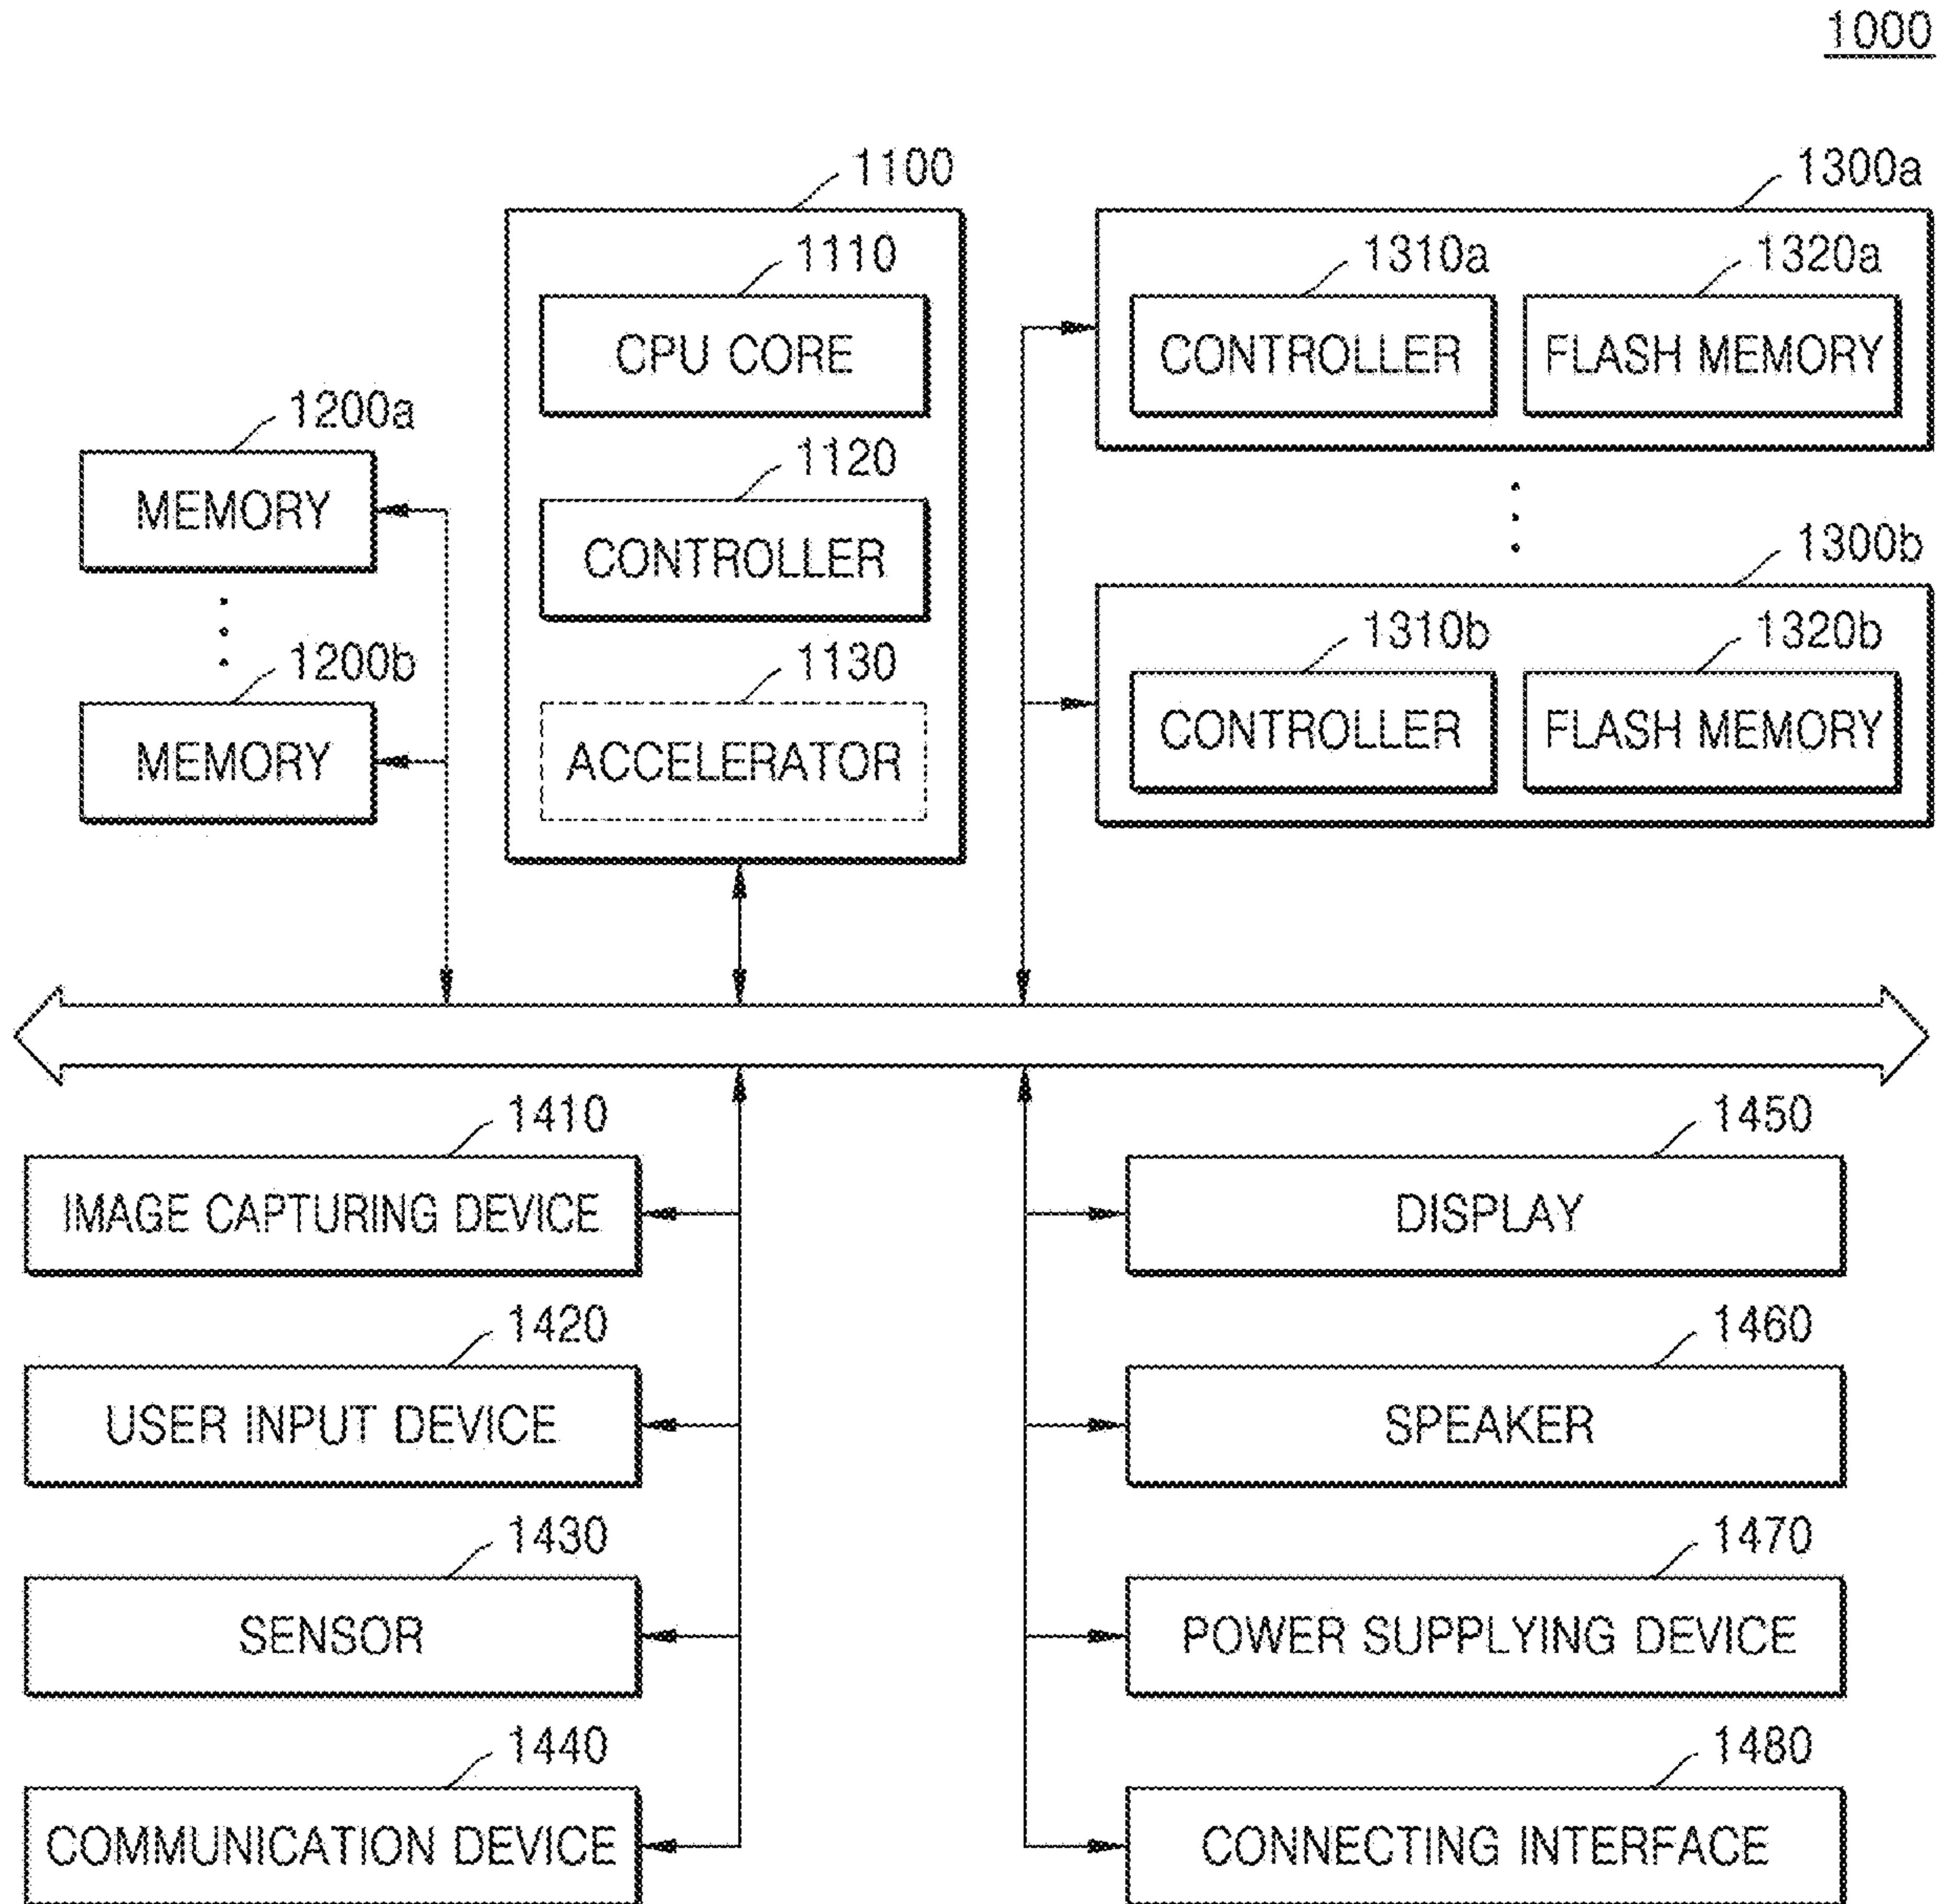 1000
1100
1300a
1110
1310a
1320a
CPU CORE
CONTROLLER
FLASH MEMORY
1200a
1120
MEMORY
CONTROLLER
1300b
1200b
1130
1310b
1320b
MEMORY
ACCELERATOR
CONTROLLER
FLASH MEMORY
1410
1450
IMAGE CAPTURING DEVICE
DISPLAY
1420
1460
USER INPUT DEVICE
SPEAKER
1430
1470
SENSOR
POWER SUPPLYING DEVICE
1440
1480
COMMUNICATION DEVICE
CONNECTING INTERFACE